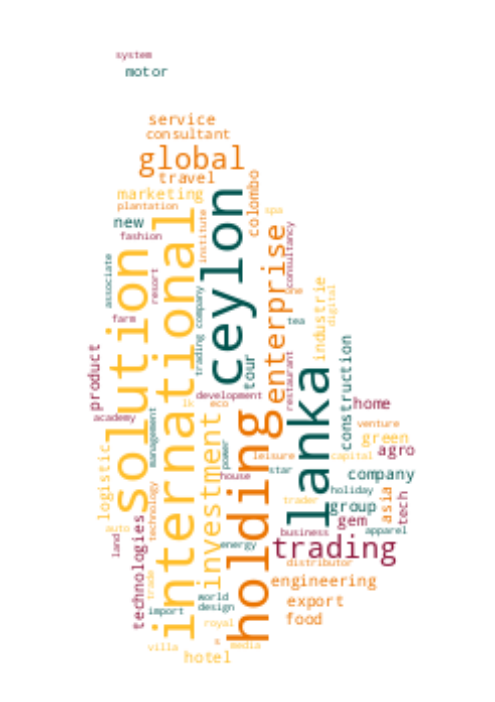 system
motor
service
consultant
global
travel
colombo
marketing
plantation
ceylon
new
international
institute
spa
fashion
enterprise
consultancy
solution
associate
resort
one
industrie
digital
farm
trading company
tea
product
tour
restaurant
lanka
construction
development
lk
eco
home
academy
management
holding
investment
venture
green
logistic
power
leisure
capital
agro
star
house
company
technology
holiday
asia
tech
trader
group
gem
auto
technologies
business
apparel
land
energy
trading
distributor
trade
engineering
world
design
import
export
royal
food
s
media
villa
hotel